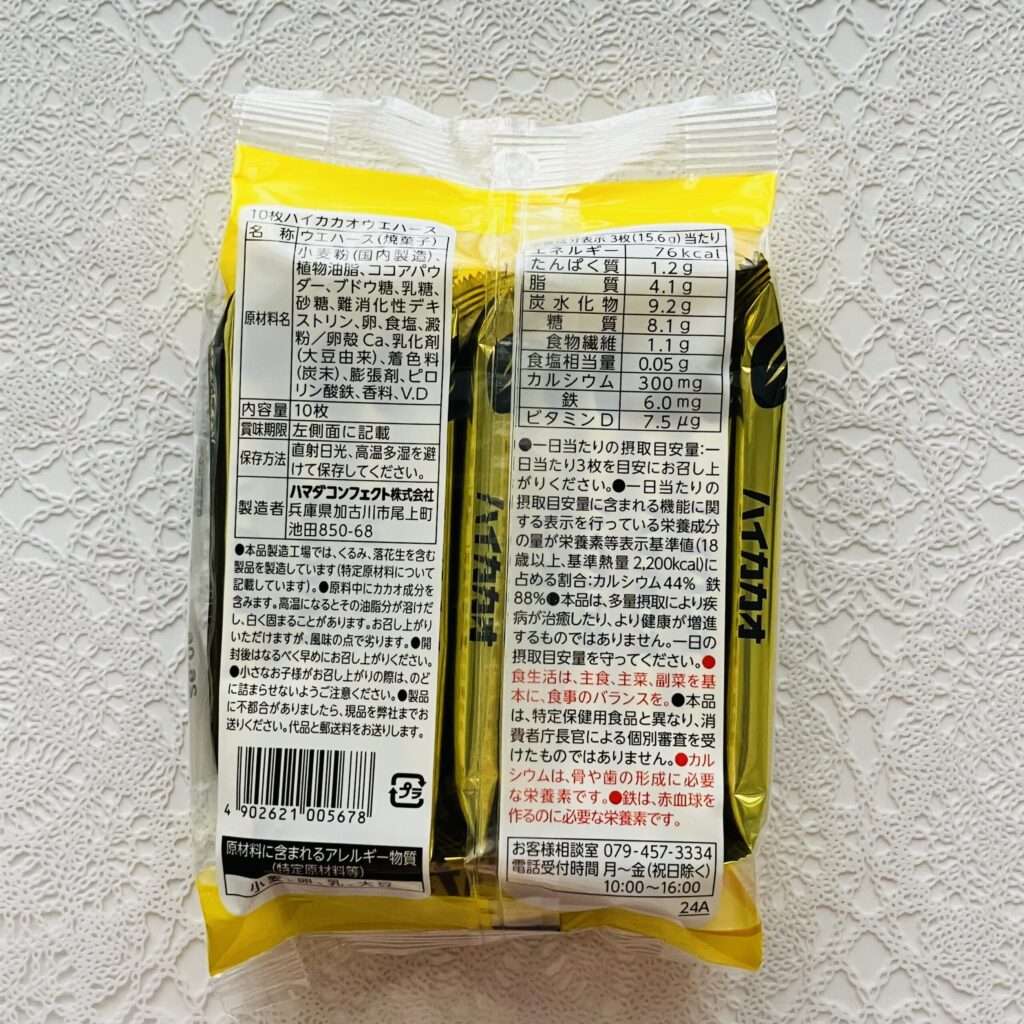 10枚ハイカカオウエハース
名 称 ウエハース(焼菓子)
原材料名
小麦粉(国内製造)、
植物油脂、ココアパウ
ダー、ブドウ糖、乳糖、
砂糖、難消化性デキ
ストリン、卵、食塩、澱
粉/卵殻Ca、乳化剤
(大豆由来)、着色料
(炭末)、膨張剤、ピロ
リン酸鉄、香料、V.D
内容量 10枚
賞味期限 左側面に記載
保存方法
直射日光、高温多湿を避
けて保存してください。
製造者
ハマダコンフェクト株式会社
兵庫県加古川市尾上町
池田850-68
●本品製造工場では、くるみ、落花生を含む
製品を製造しています(特定原材料について
記載しています)。●原料中にカカオ成分を
含みます。高温になるとその油脂分が溶けだ
し、白く固まることがあります。お召し上がり
いただけますが、風味の点で劣ります。●開
封後はなるべく早めにお召し上がりください。
●小さなお子様がお召し上がりの際は、のど
に詰まらせないようご注意ください。●製品
に不都合がありましたら、現品を弊社までお
送りください。代品と郵送料をお送りします。
4 902621 005678
プラ
原材料に含まれるアレルギー物質
(特定原材料等)
小麦・卵・乳・大豆
成分表示 3枚(15.6g)当たり
エネルギー 76kcal
たんぱく質 1.2g
脂 質 4.1g
炭水化物 9.2g
糖 質 8.1g
食物繊維 1.1g
食塩相当量 0.05g
カルシウム 300mg
鉄 6.0mg
ビタミンD 7.5μg
●一日当たりの摂取目安量:一
日当たり3枚を目安にお召し上
がりください。●一日当たりの
摂取目安量に含まれる機能に関
する表示を行っている栄養成分
の量が栄養素等表示基準値(18
歳以上、基準熱量2,200kcal)に
占める割合:カルシウム44% 鉄
88%●本品は、多量摂取により疾
病が治癒したり、より健康が増進
するものではありません。一日の
摂取目安量を守ってください。●
食生活は、主食、主菜、副菜を基
本に、食事のバランスを。●本品
は、特定保健用食品と異なり、消
費者庁長官による個別審査を受
けたものではありません。●カル
シウムは、骨や歯の形成に必要
な栄養素です。●鉄は、赤血球を
作るのに必要な栄養素です。
お客様相談室 079-457-3334
電話受付時間 月~金(祝日除く)
10:00~16:00
24A
ハイカカオ
ハイカカオ